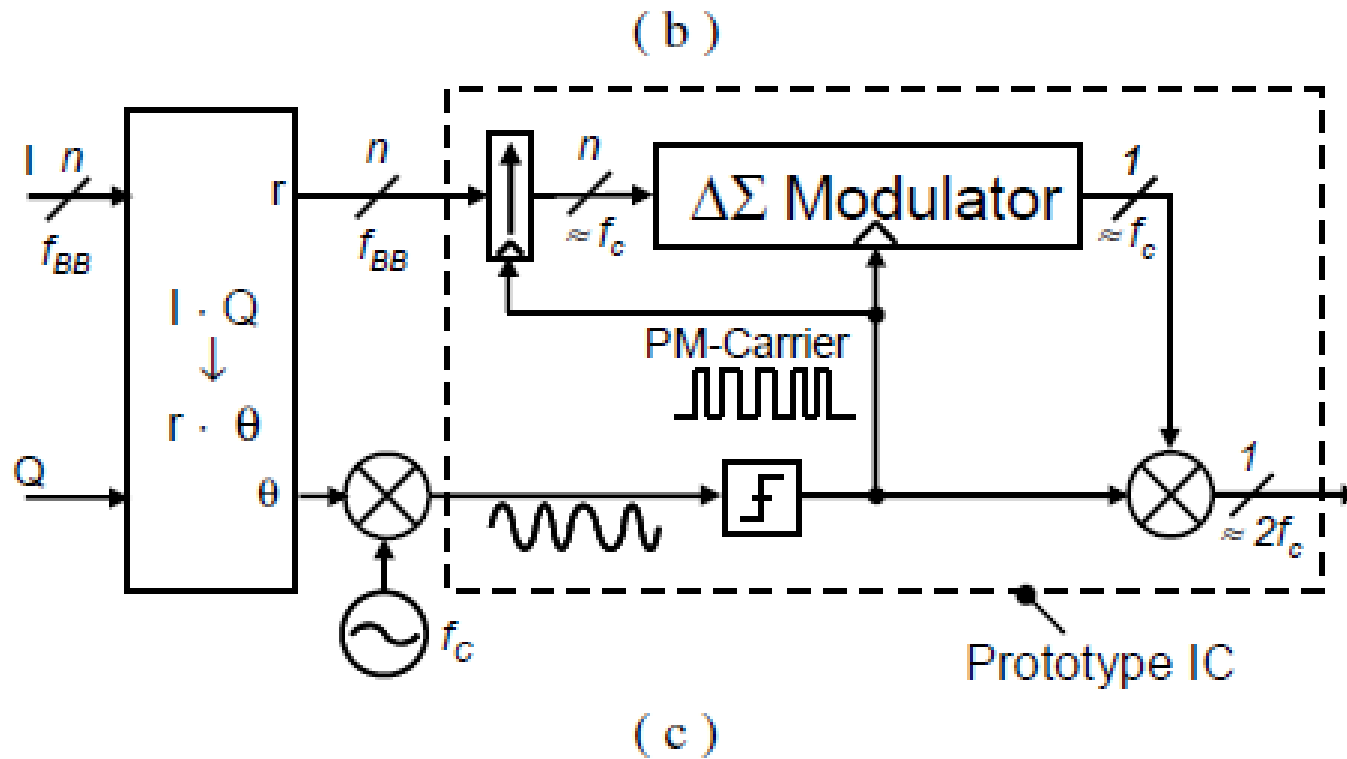 ( b )
I n
f_BB
r
n
f_BB
n
≈ f_c
ΔΣ Modulator
1
≈ f_c
I · Q
↓
r · θ
PM-Carrier
Q
θ
1
≈ 2f_c
f_C
Prototype IC
( c )